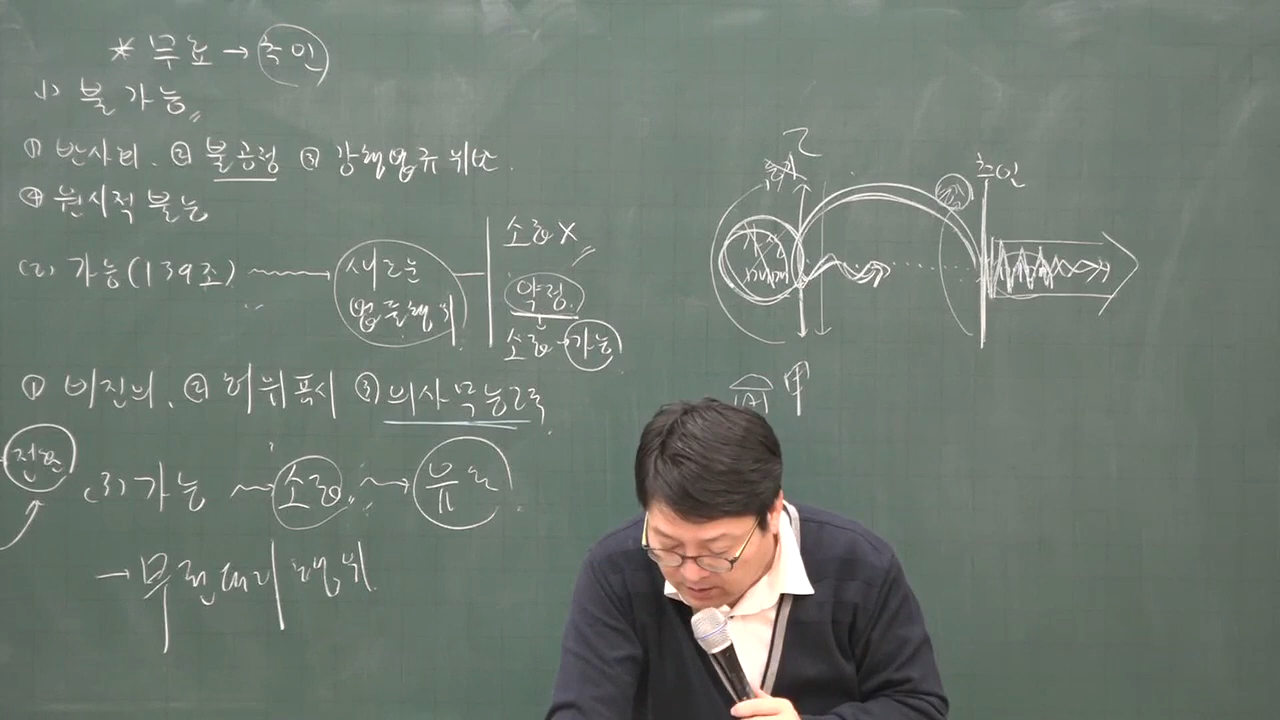 * 무효 → 추인
(1) 불가능
① 반사회. ② 불공정 ③ 강행법규 위반.
④ 원시적 불능
(2) 가능(139조)
새로운
법률행위
소급 X
약정
소급 가능
① 비진의. ② 허위표시 ③ 의사무능력
전환
(3) 가능
소급
유효
→ 무권대리행위
추인
乙
甲